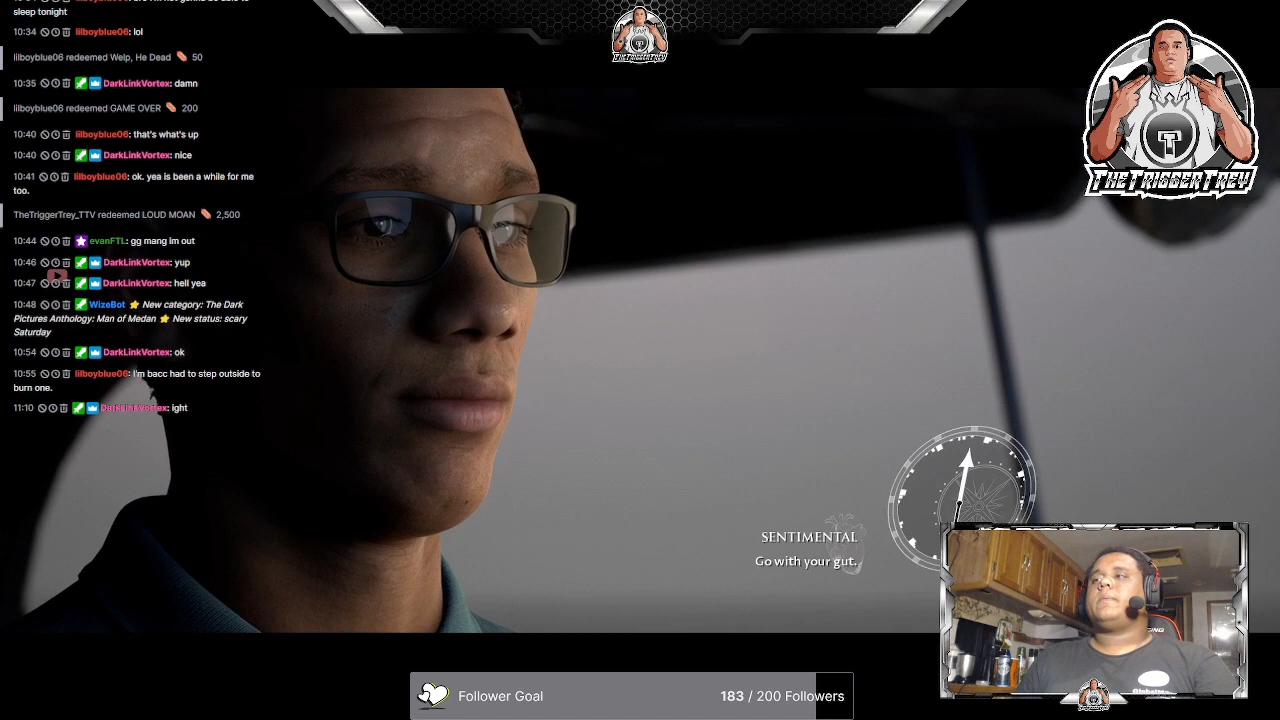 sleep tonight
10:34 lilboyblue06: lol
lilboyblue06 redeemed Welp, He Dead 50
10:35 DarkLinkVortex: damn
lilboyblue06 redeemed GAME OVER 200
10:40 lilboyblue06: that's what's up
10:40 DarkLinkVortex: nice
10:41 lilboyblue06: ok. yea is been a while for me
too.
TheTriggerTrey_TTV redeemed LOUD MOAN 2,500
10:44 evanFTL: gg mang im out
10:46 DarkLinkVortex: yup
10:47 DarkLinkVortex: hell yea
10:48 WizeBot New category: The Dark
Pictures Anthology: Man of Medan New status: scary
Saturday
10:54 DarkLinkVortex: ok
10:55 lilboyblue06: I'm bacc had to step outside to
burn one.
11:10 DarkLinkVortex: ight
THETRIGGERTREY
T
THETRIGGERTREY
SENTIMENTAL
Go with your gut.
Follower Goal 183 / 200 Followers